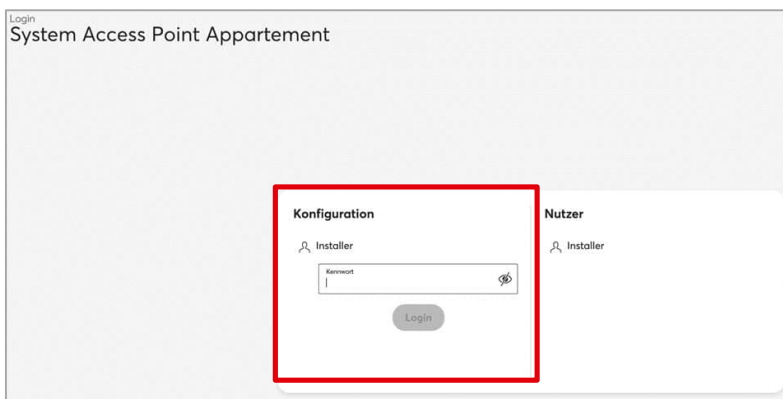 Login
System Access Point Appartement
Konfiguration
Installer
Kennwort
Login
Nutzer
Installer